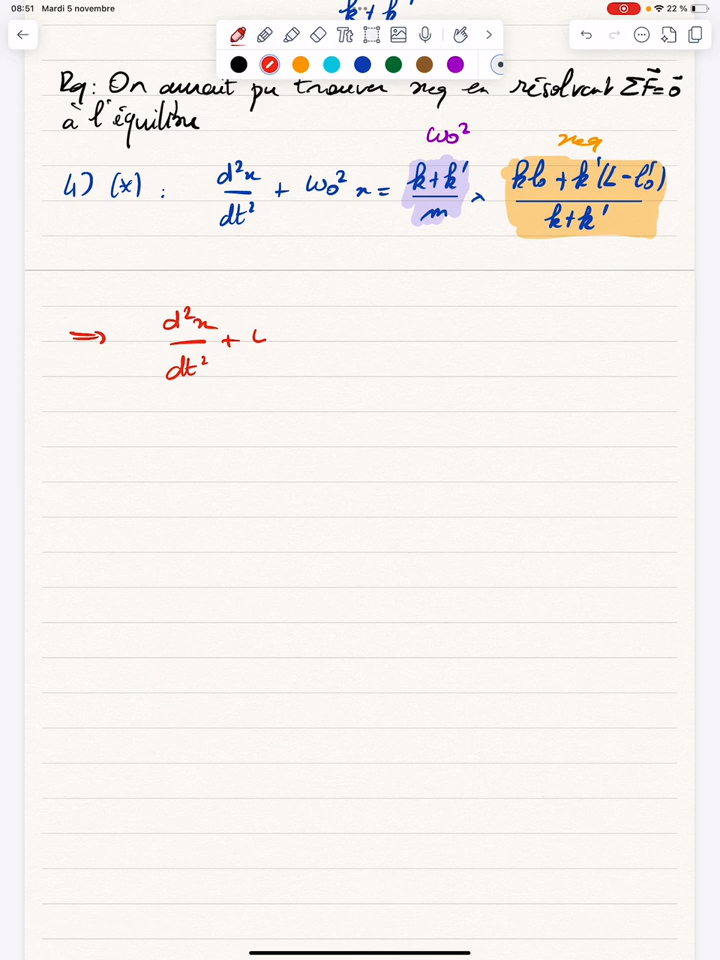 08:51 Mardi 5 novembre
22 %
k + k'
Tt
Rq : On aurait pu trouver xeq en résolvant ΣF⃗ = 0⃗
à l'équilibre
ω0² xeq
4) (*) : d²x/dt² + ω0² x = (k + k')/m × (kl0 + k'(L - l0'))/(k + k')
⇒ d²x/dt² + L